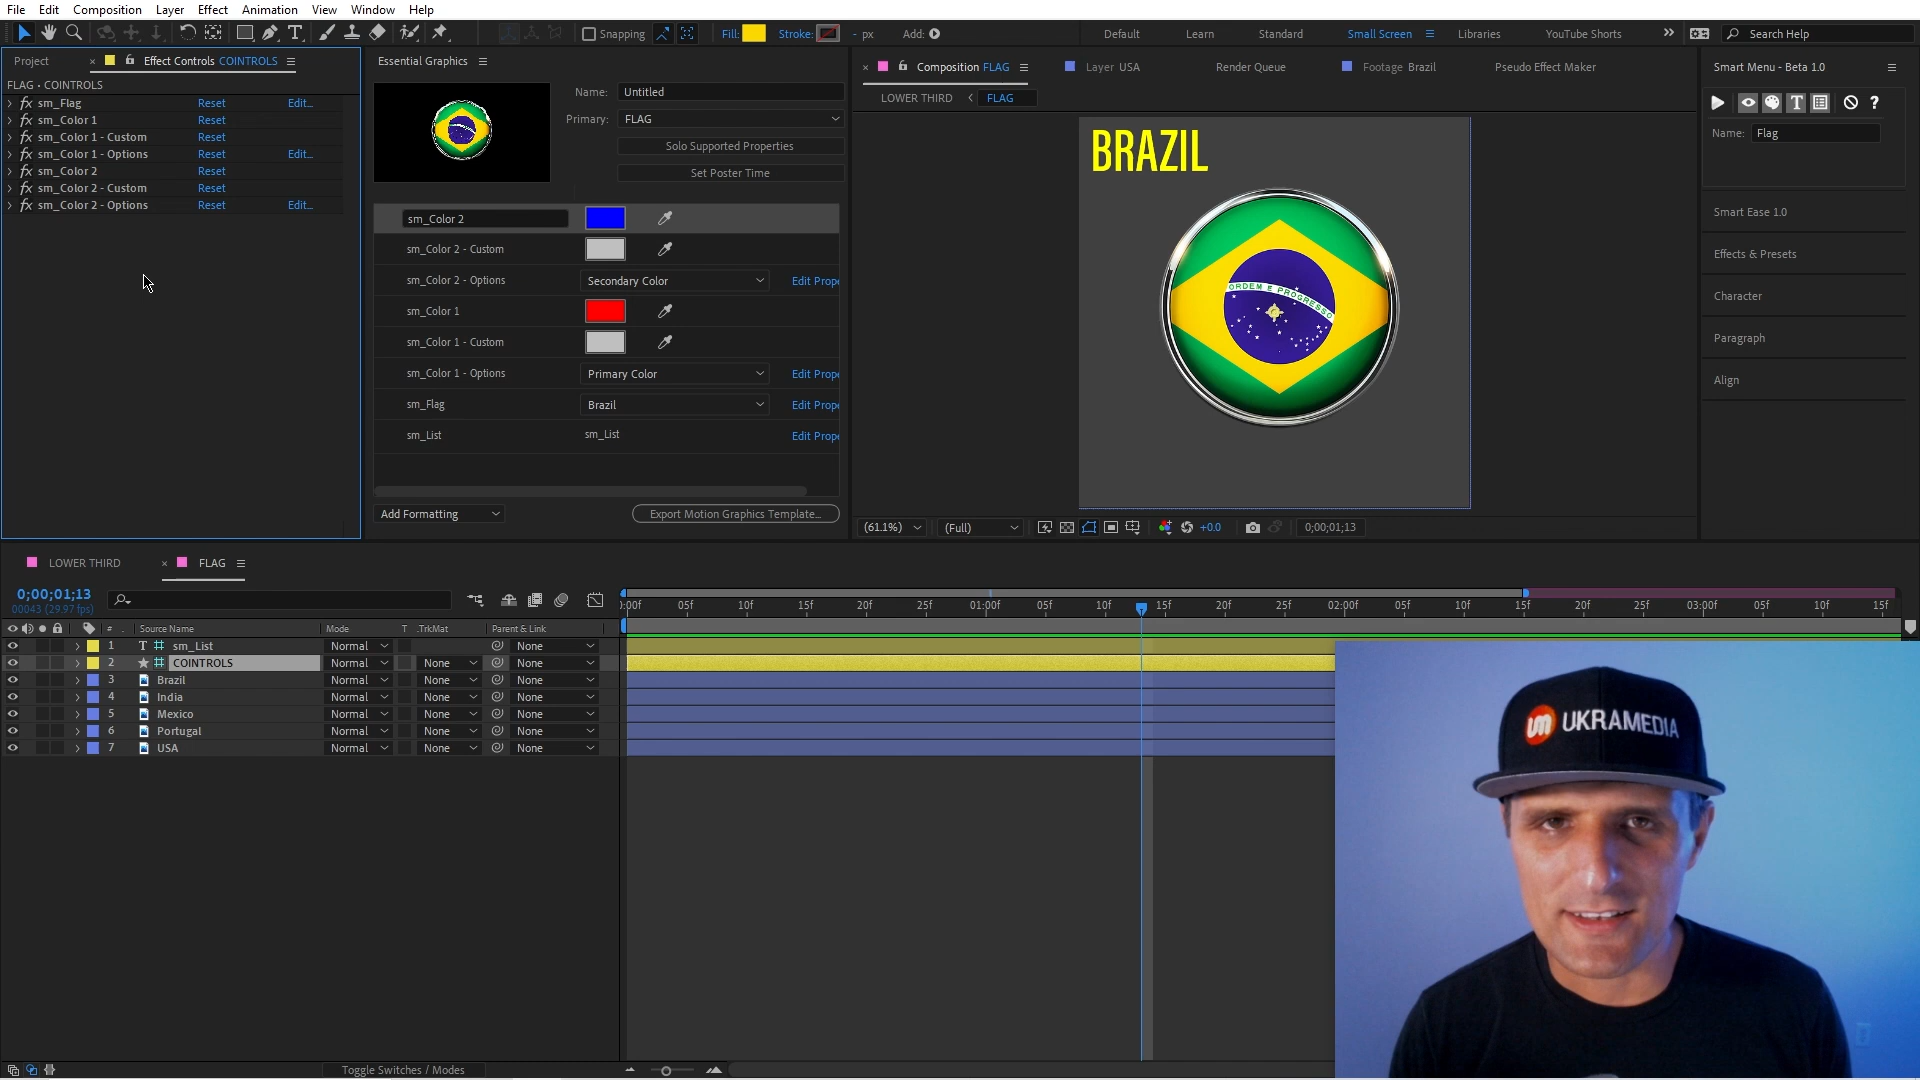 File Edit Composition Layer Effect Animation View Window Help
Snapping Fill: Stroke: - px Add: Default Learn Standard Small Screen Libraries YouTube Shorts Search Help
Project Effect Controls COINTROLS
FLAG • COINTROLS
sm_Flag Reset Edit...
sm_Color 1 Reset
sm_Color 1 - Custom Reset
sm_Color 1 - Options Reset Edit...
sm_Color 2 Reset
sm_Color 2 - Custom Reset
sm_Color 2 - Options Reset Edit...
Essential Graphics
Name: Untitled
Primary: FLAG
Solo Supported Properties
Set Poster Time
sm_Color 2
sm_Color 2 - Custom
sm_Color 2 - Options Secondary Color Edit Prope
sm_Color 1
sm_Color 1 - Custom
sm_Color 1 - Options Primary Color Edit Prope
sm_Flag Brazil Edit Prope
sm_List sm_List Edit Prope
Add Formatting Export Motion Graphics Template...
Composition FLAG Layer USA Render Queue Footage Brazil Pseudo Effect Maker
LOWER THIRD FLAG
BRAZIL
ORDEM E PROGRESSO
(61.1%) (Full) +0.0 0;00;01;13
Smart Menu - Beta 1.0
T ?
Name: Flag
Smart Ease 1.0
Effects & Presets
Character
Paragraph
Align
LOWER THIRD FLAG
0;00;01;13
00043 (29.97 fps)
:00f 05f 10f 15f 20f 25f 01:00f 05f 10f 15f 20f 25f 02:00f 05f 10f 15f 20f 25f 03:00f 05f 10f 15f
# Source Name Mode T .TrkMat Parent & Link
1 T sm_List Normal None
2 COINTROLS Normal None None
3 Brazil Normal None None
4 India Normal None None
5 Mexico Normal None None
6 Portugal Normal None None
7 USA Normal None None
Toggle Switches / Modes
um UKRAMEDIA